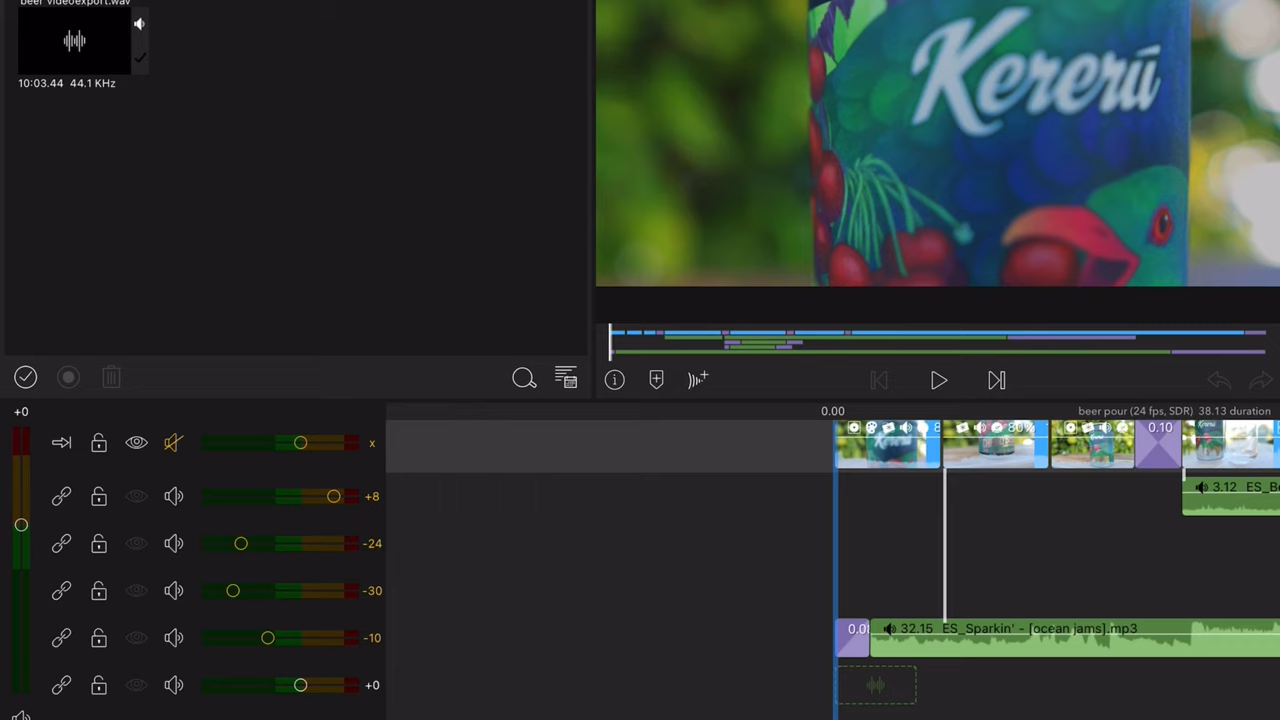 beer videoexport.wav
10:03.44 44.1 KHz
Kererū
+0
0.00
beer pour (24 fps, SDR) 38.13 duration
x
80%
0.10
+8
3.12
-24
-30
-10
32.15 ES_Sparkin' - [ocean jams].mp3
+0